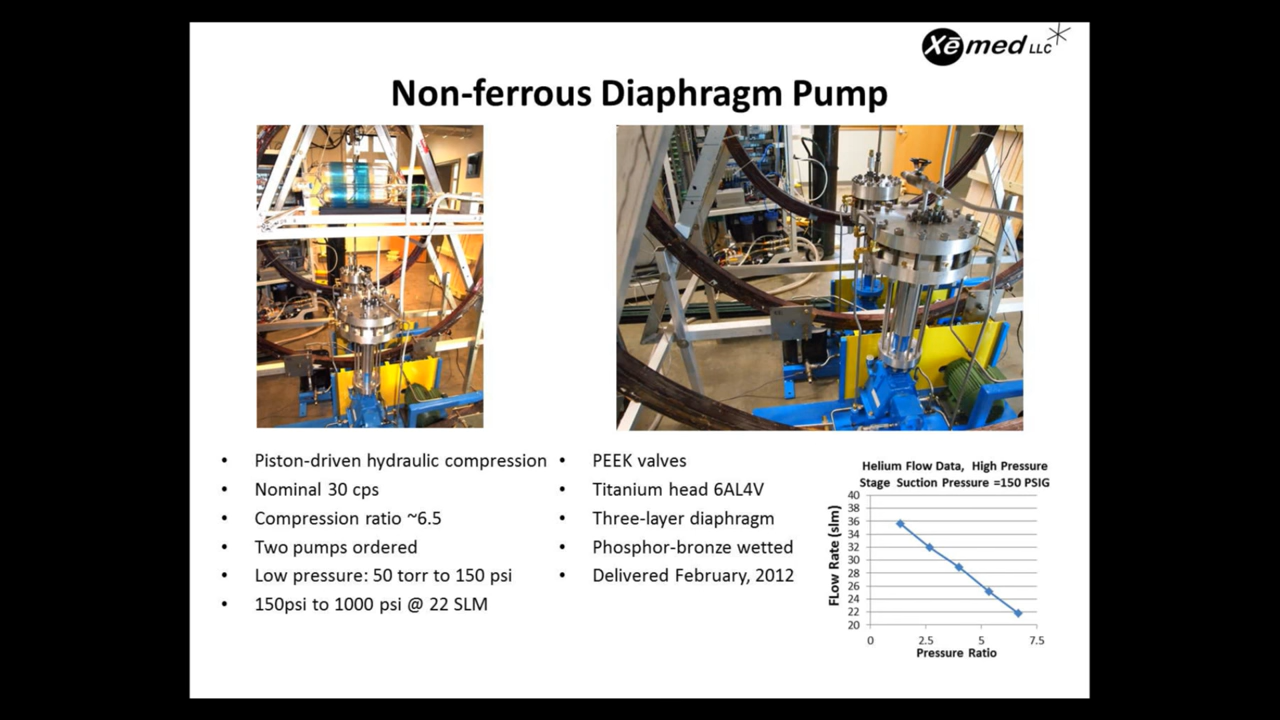 Xēmed LLC
Non-ferrous Diaphragm Pump
• Piston-driven hydraulic compression
• Nominal 30 cps
• Compression ratio ~6.5
• Two pumps ordered
• Low pressure: 50 torr to 150 psi
• 150psi to 1000 psi @ 22 SLM
• PEEK valves
• Titanium head 6AL4V
• Three-layer diaphragm
• Phosphor-bronze wetted
• Delivered February, 2012
Helium Flow Data, High Pressure
Stage Suction Pressure =150 PSIG
FLow Rate (slm)
40
38
36
34
32
30
28
26
24
22
20
0 2.5 5 7.5
Pressure Ratio